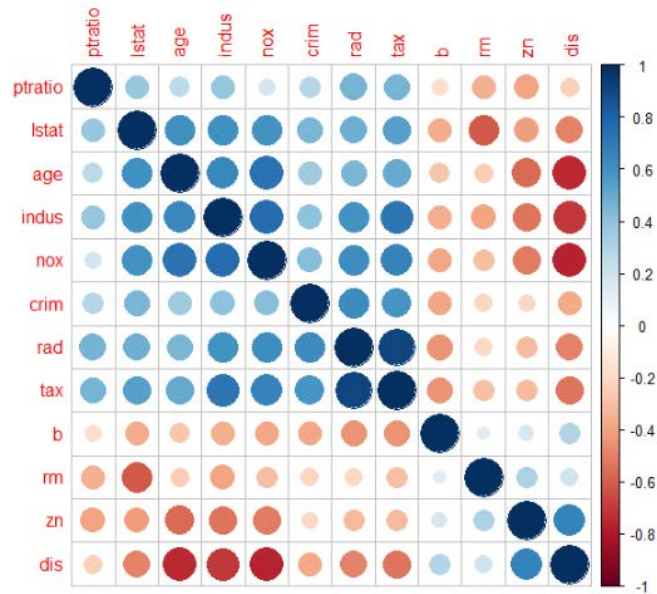 ptratio lstat age indus nox crim rad tax b rm zn dis
ptratio
lstat
age
indus
nox
crim
rad
tax
b
rm
zn
dis
1
0.8
0.6
0.4
0.2
0
-0.2
-0.4
-0.6
-0.8
-1